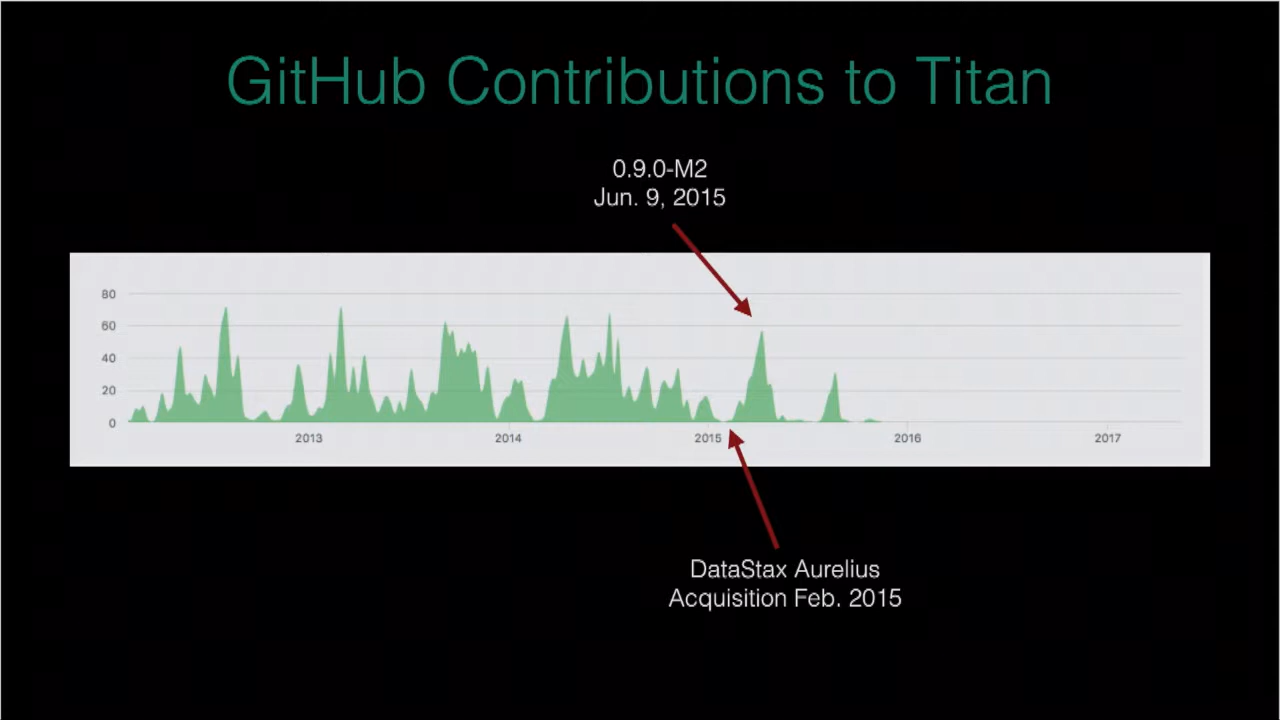 GitHub Contributions to Titan
0.9.0-M2
Jun. 9, 2015
80
60
40
20
0
2013 2014 2015 2016 2017
DataStax Aurelius
Acquisition Feb. 2015